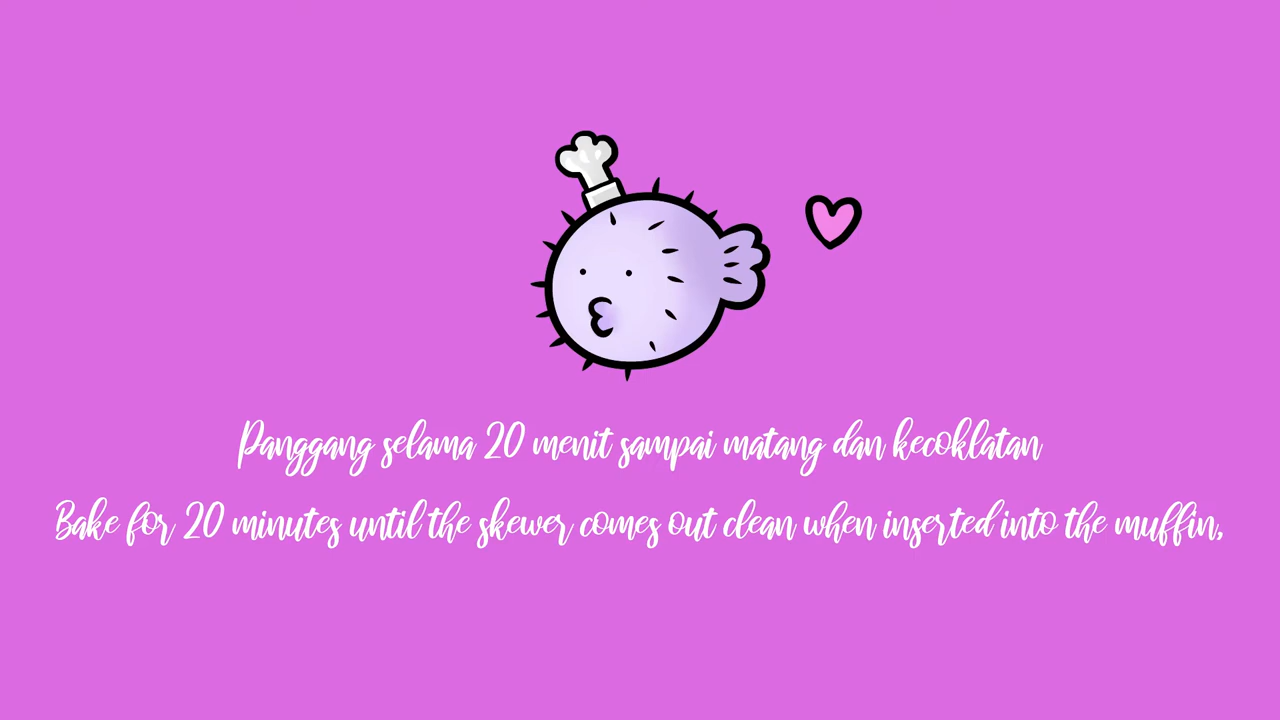 Panggang selama 20 menit sampai matang dan kecoklatan
Bake for 20 minutes until the skewer comes out clean when inserted into the muffin,